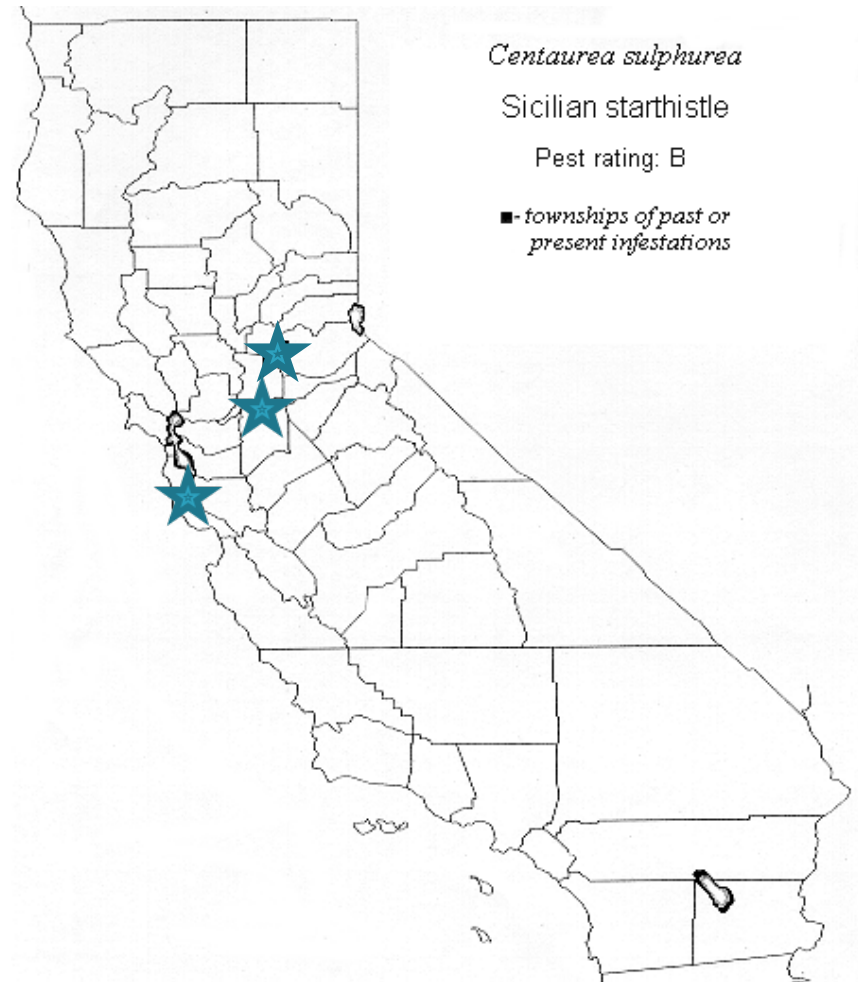 Centaurea sulphurea
Sicilian starthistle
Pest rating: B
■- townships of past or
present infestations